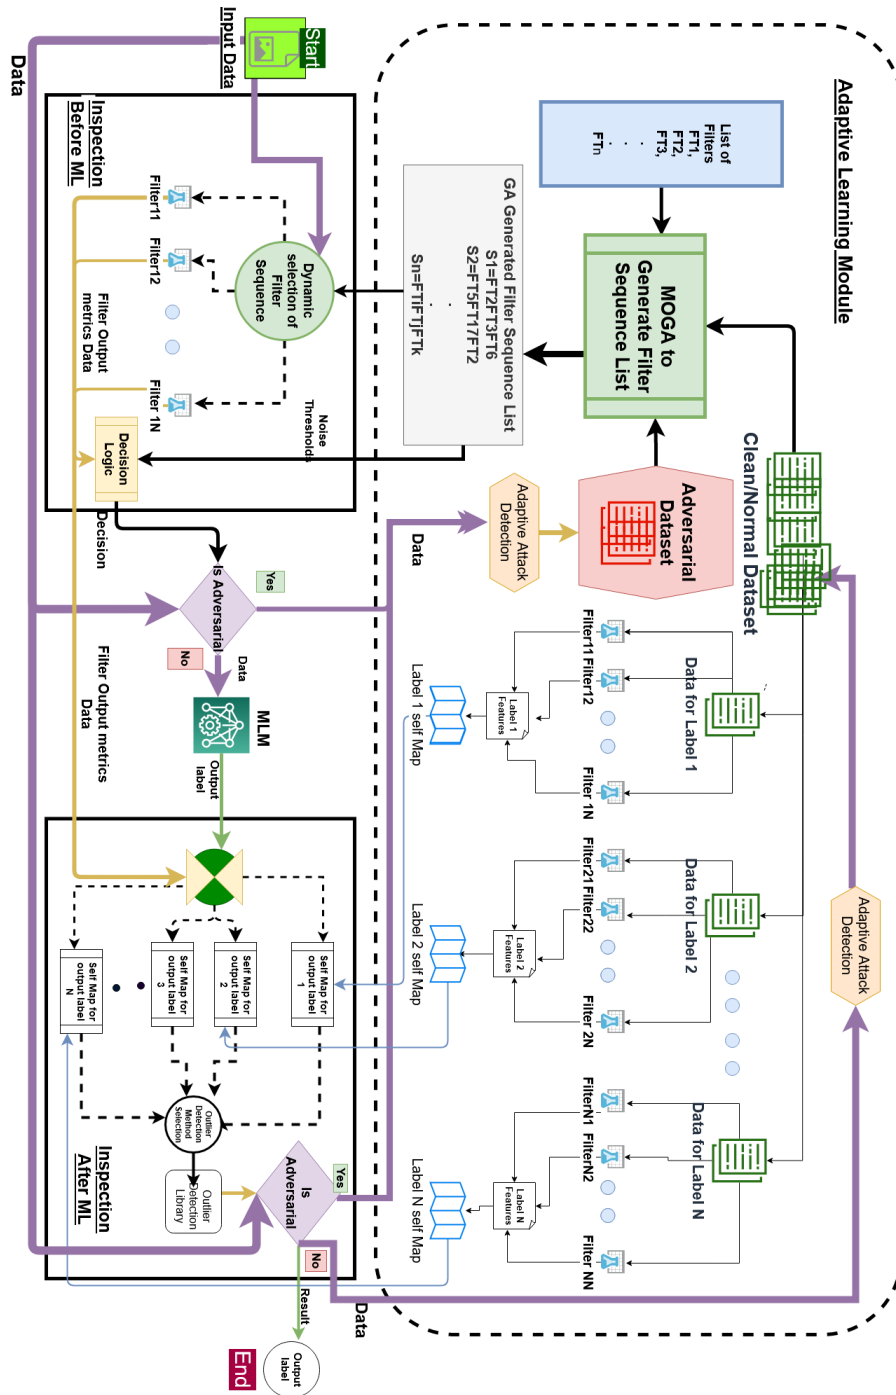 Adaptive Learning Module
List of
Filters
FT1,
FT2,
FT3,
.
.
FTn
MOGA to
Generate Filter
Sequence List
Clean/Normal Dataset
Adversarial
Dataset
Adaptive Attack
Detection
GA Generated Filter Sequence List
S1=FT2FT3FT6
S2=FT5FT17FT2
.
.
Sn=FTiFTjFTk
Adaptive Attack
Detection
Data for Label 1
Filter11
Filter12
Filter 1N
Label 1
Features
Label 1 self Map
Data for Label 2
Filter21
Filter22
Filter 2N
Label 2
Features
Label 2 self Map
Data for Label N
FilterN1
FilterN2
Filter NN
Label N
Features
Label N self Map
Start
Input Data
Data
Inspection
Before ML
Dynamic
selection of
Filter
Sequence
Filter11
Filter12
Filter 1N
Filter Output
metrics Data
Noise
Thresholds
Decision
Logic
Decision
Is Adversarial
Yes
No
Data
Data
MLM
Output
label
Filter Output metrics
Data
Self Map for
output label
1
Self Map for
output label
2
Self Map for
output label
3
Self Map for
output label
N
Outlier
Detection
Method
Selection
Outlier
Detection Library
Inspection
After ML
Is
Adversarial
Yes
No
Data
Result
Output
label
End